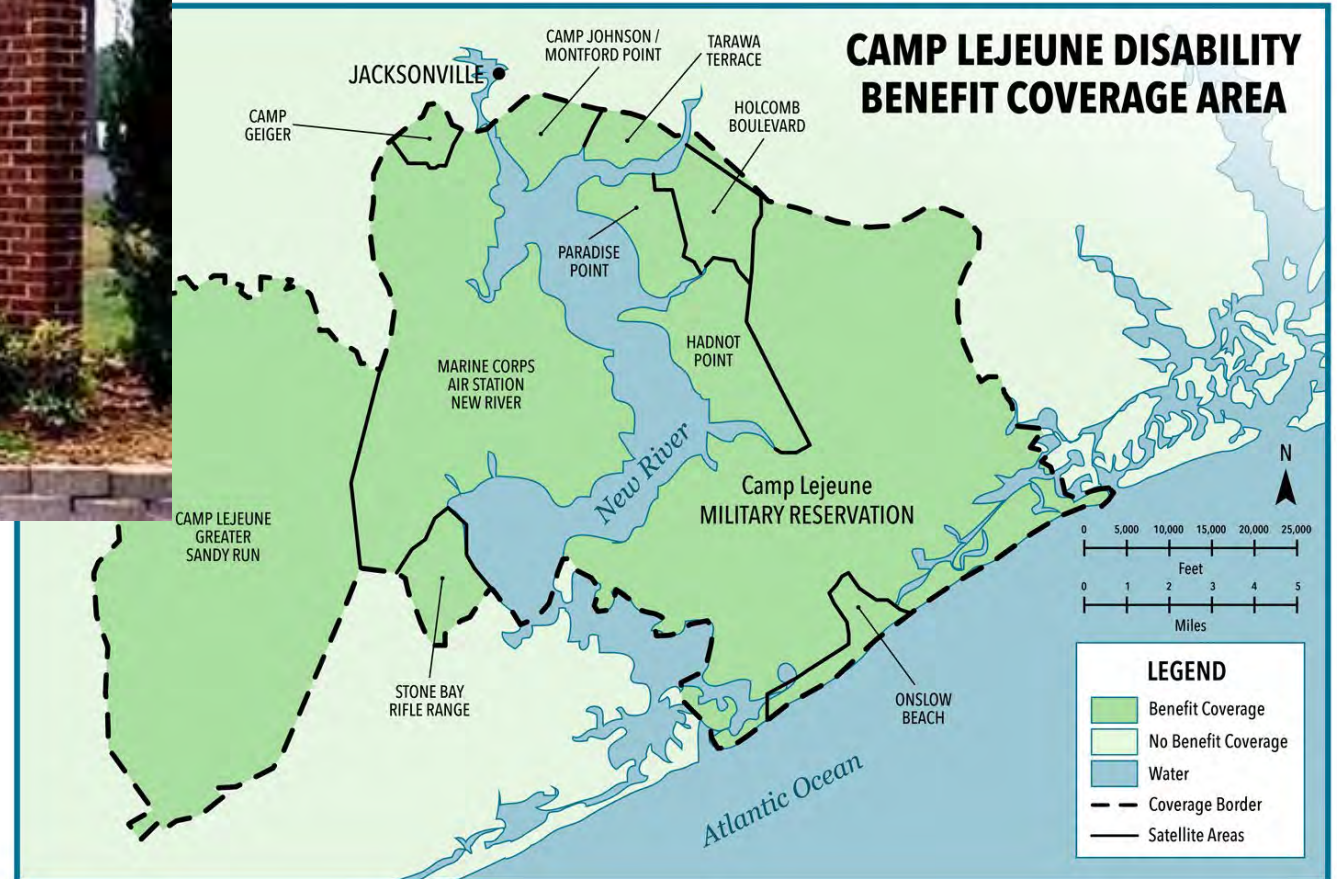 CAMP LEJEUNE DISABILITY
BENEFIT COVERAGE AREA
CAMP JOHNSON /
MONTFORD POINT
TARAWA
TERRACE
JACKSONVILLE
HOLCOMB
BOULEVARD
CAMP
GEIGER
PARADISE
POINT
HADNOT
POINT
MARINE CORPS
AIR STATION
NEW RIVER
New River
Camp Lejeune
MILITARY RESERVATION
CAMP LEJEUNE
GREATER
SANDY RUN
STONE BAY
RIFLE RANGE
ONSLOW
BEACH
Atlantic Ocean
N
0 5,000 10,000 15,000 20,000 25,000
Feet
0 1 2 3 4 5
Miles
LEGEND
Benefit Coverage
No Benefit Coverage
Water
Coverage Border
Satellite Areas